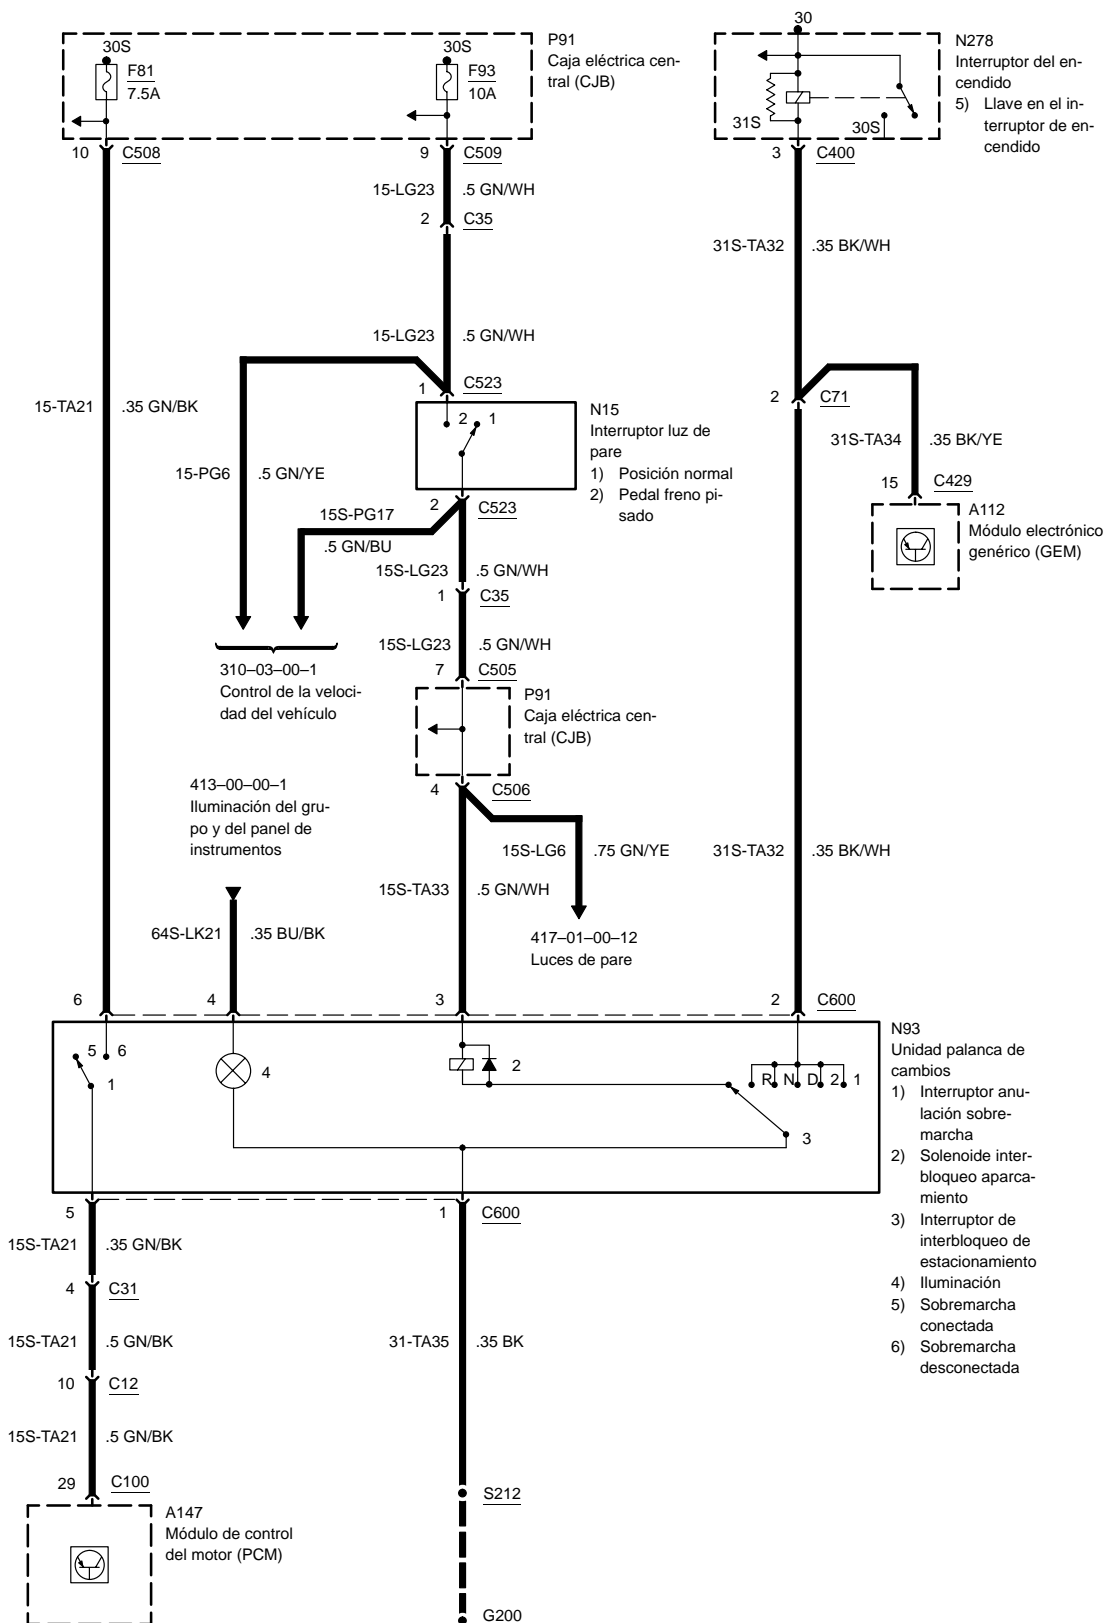 30S
F81
7.5A
30S
F93
10A
P91
Caja eléctrica cen-
tral (CJB)
30
31S
30S
N278
Interruptor del en-
cendido
5) Llave en el in-
terruptor de en-
cendido
10 C508
9 C509
3 C400
15-LG23 .5 GN/WH
2 C35
31S-TA32 .35 BK/WH
15-LG23 .5 GN/WH
1 C523
15-TA21 .35 GN/BK
2 C71
2 1
N15
Interruptor luz de
pare
1) Posición normal
2) Pedal freno pi-
sado
31S-TA34 .35 BK/YE
15 C429
15-PG6 .5 GN/YE
A112
Módulo electrónico
genérico (GEM)
2 C523
15S-PG17
.5 GN/BU
15S-LG23 .5 GN/WH
1 C35
15S-LG23 .5 GN/WH
7 C505
310–03–00–1
Control de la veloci-
dad del vehículo
P91
Caja eléctrica cen-
tral (CJB)
4 C506
413–00–00–1
Iluminación del gru-
po y del panel de
instrumentos
15S-LG6 .75 GN/YE
31S-TA32 .35 BK/WH
15S-TA33 .5 GN/WH
64S-LK21 .35 BU/BK
417–01–00–12
Luces de pare
6 4 3 2 C600
5 6
1
4
2
R N D 2 1
3
N93
Unidad palanca de
cambios
1) Interruptor anu-
lación sobre-
marcha
2) Solenoide inter-
bloqueo aparca-
miento
3) Interruptor de
interbloqueo de
estacionamiento
4) Iluminación
5) Sobremarcha
conectada
6) Sobremarcha
desconectada
5 1 C600
15S-TA21 .35 GN/BK
4 C31
15S-TA21 .5 GN/BK
31-TA35 .35 BK
10 C12
15S-TA21 .5 GN/BK
29 C100
S212
A147
Módulo de control
del motor (PCM)
G200